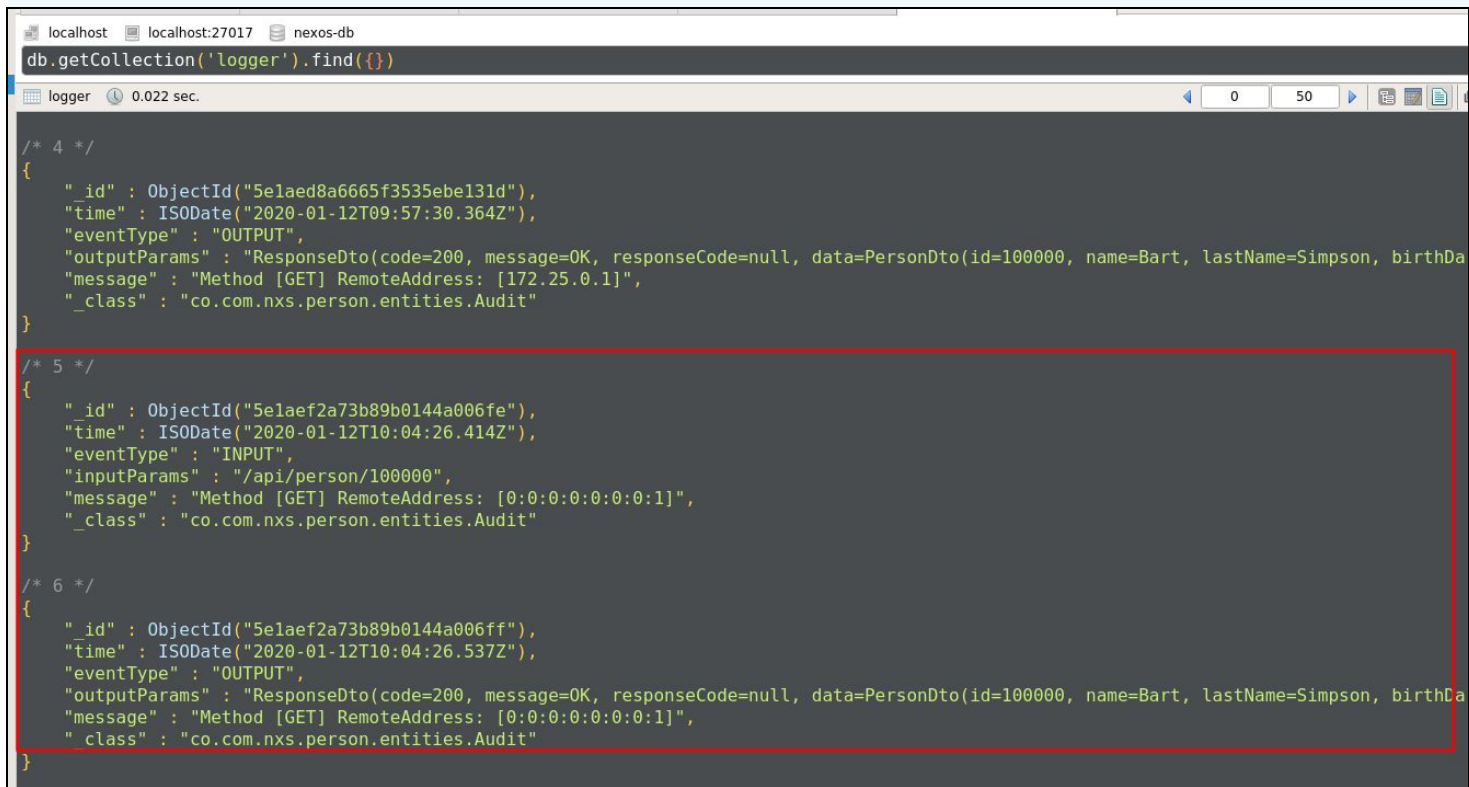 localhost localhost:27017 nexos-db
db.getCollection('logger').find({})
logger 0.022 sec. 0 50
/* 4 */
{
"_id" : ObjectId("5e1aed8a6665f3535ebe131d"),
"time" : ISODate("2020-01-12T09:57:30.364Z"),
"eventType" : "OUTPUT",
"outputParams" : "ResponseDto(code=200, message=OK, responseCode=null, data=PersonDto(id=100000, name=Bart, lastName=Simpson, birthDa
"message" : "Method [GET] RemoteAddress: [172.25.0.1]",
"_class" : "co.com.nxs.person.entities.Audit"
}
/* 5 */
{
"_id" : ObjectId("5e1aef2a73b89b0144a006fe"),
"time" : ISODate("2020-01-12T10:04:26.414Z"),
"eventType" : "INPUT",
"inputParams" : "/api/person/100000",
"message" : "Method [GET] RemoteAddress: [0:0:0:0:0:0:0:1]",
"_class" : "co.com.nxs.person.entities.Audit"
}
/* 6 */
{
"_id" : ObjectId("5e1aef2a73b89b0144a006ff"),
"time" : ISODate("2020-01-12T10:04:26.537Z"),
"eventType" : "OUTPUT",
"outputParams" : "ResponseDto(code=200, message=OK, responseCode=null, data=PersonDto(id=100000, name=Bart, lastName=Simpson, birthDa
"message" : "Method [GET] RemoteAddress: [0:0:0:0:0:0:0:1]",
"_class" : "co.com.nxs.person.entities.Audit"
}